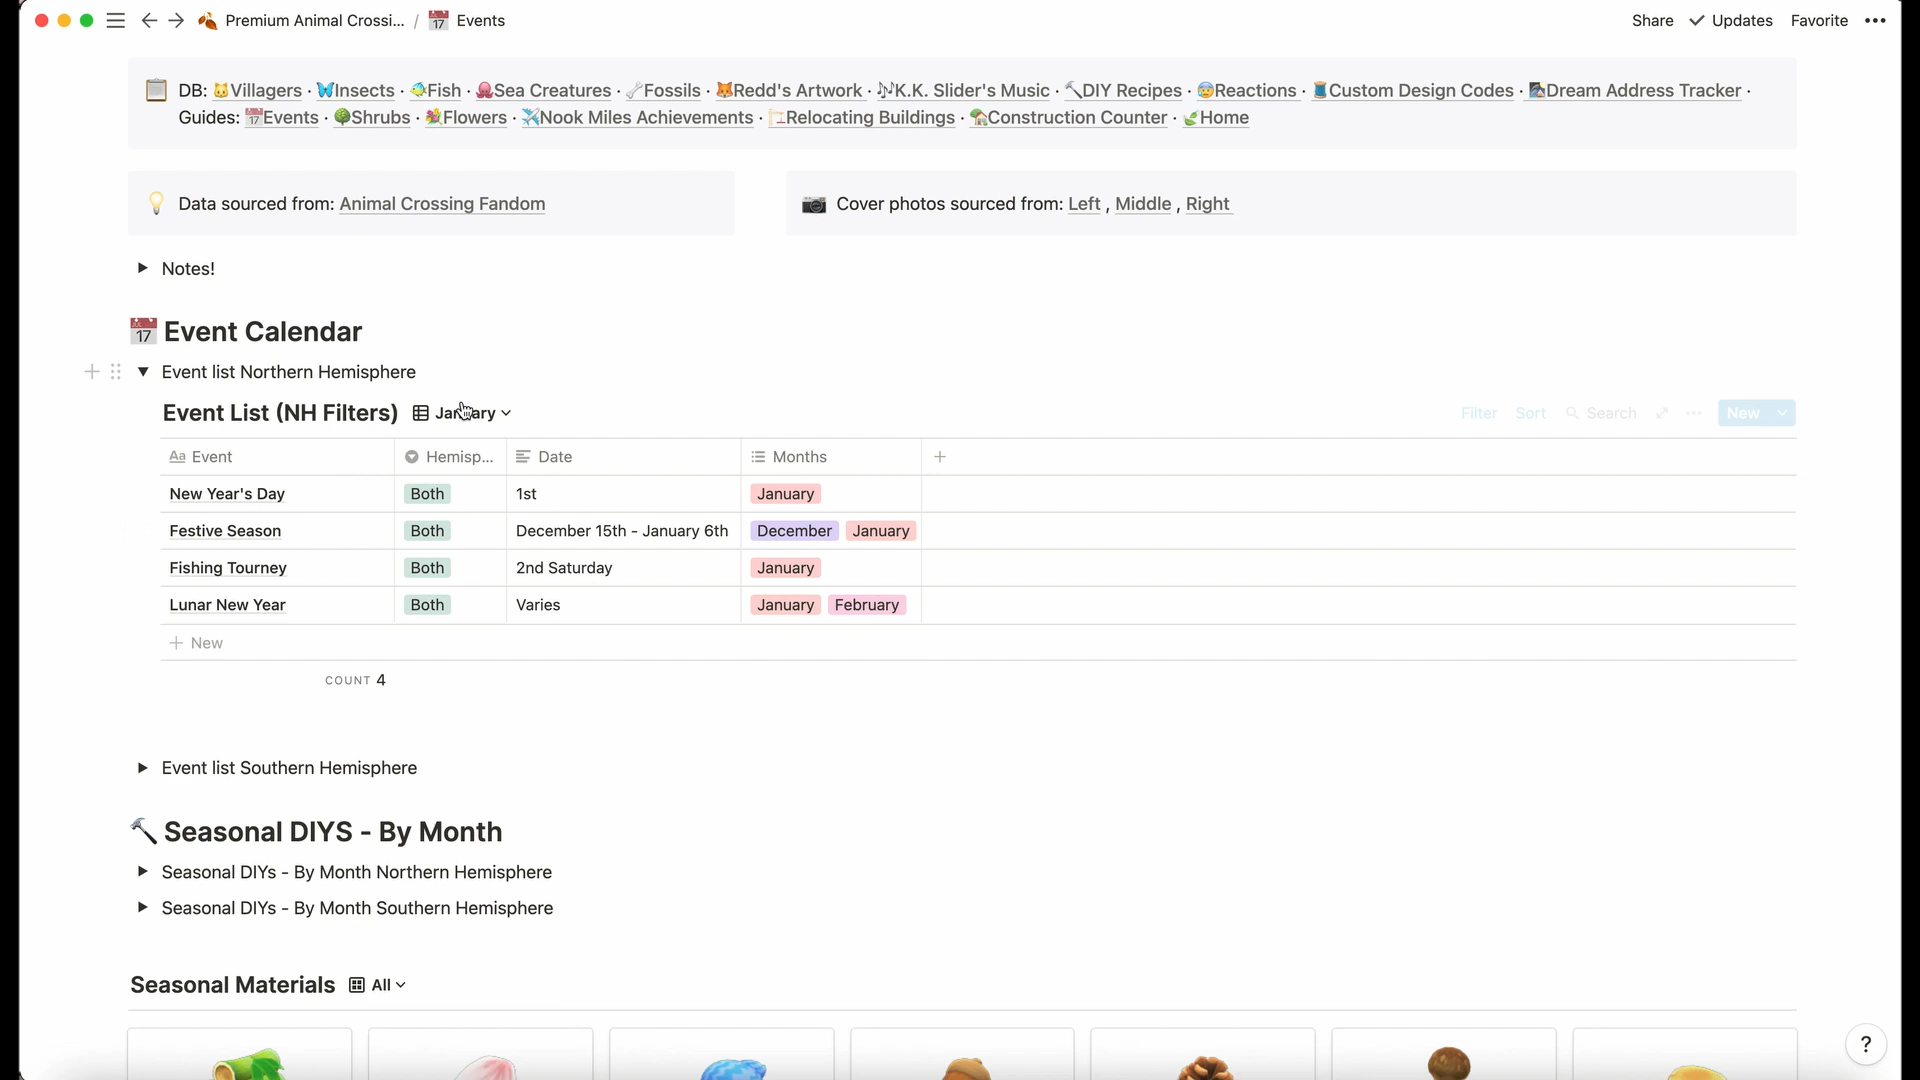 Premium Animal Crossi... / Events
Share Updates Favorite
DB: Villagers · Insects · Fish · Sea Creatures · Fossils · Redd's Artwork · K.K. Slider's Music · DIY Recipes · Reactions · Custom Design Codes · Dream Address Tracker ·
Guides: Events · Shrubs · Flowers · Nook Miles Achievements · Relocating Buildings · Construction Counter · Home
Data sourced from: Animal Crossing Fandom
Cover photos sourced from: Left , Middle , Right
Notes!
17 Event Calendar
Event list Northern Hemisphere
Event List (NH Filters) January
Filter Sort Search New
Aa Event Hemisp... Date Months
New Year's Day Both 1st January
Festive Season Both December 15th - January 6th December January
Fishing Tourney Both 2nd Saturday January
Lunar New Year Both Varies January February
+ New
COUNT 4
Event list Southern Hemisphere
Seasonal DIYS - By Month
Seasonal DIYs - By Month Northern Hemisphere
Seasonal DIYs - By Month Southern Hemisphere
Seasonal Materials All
?